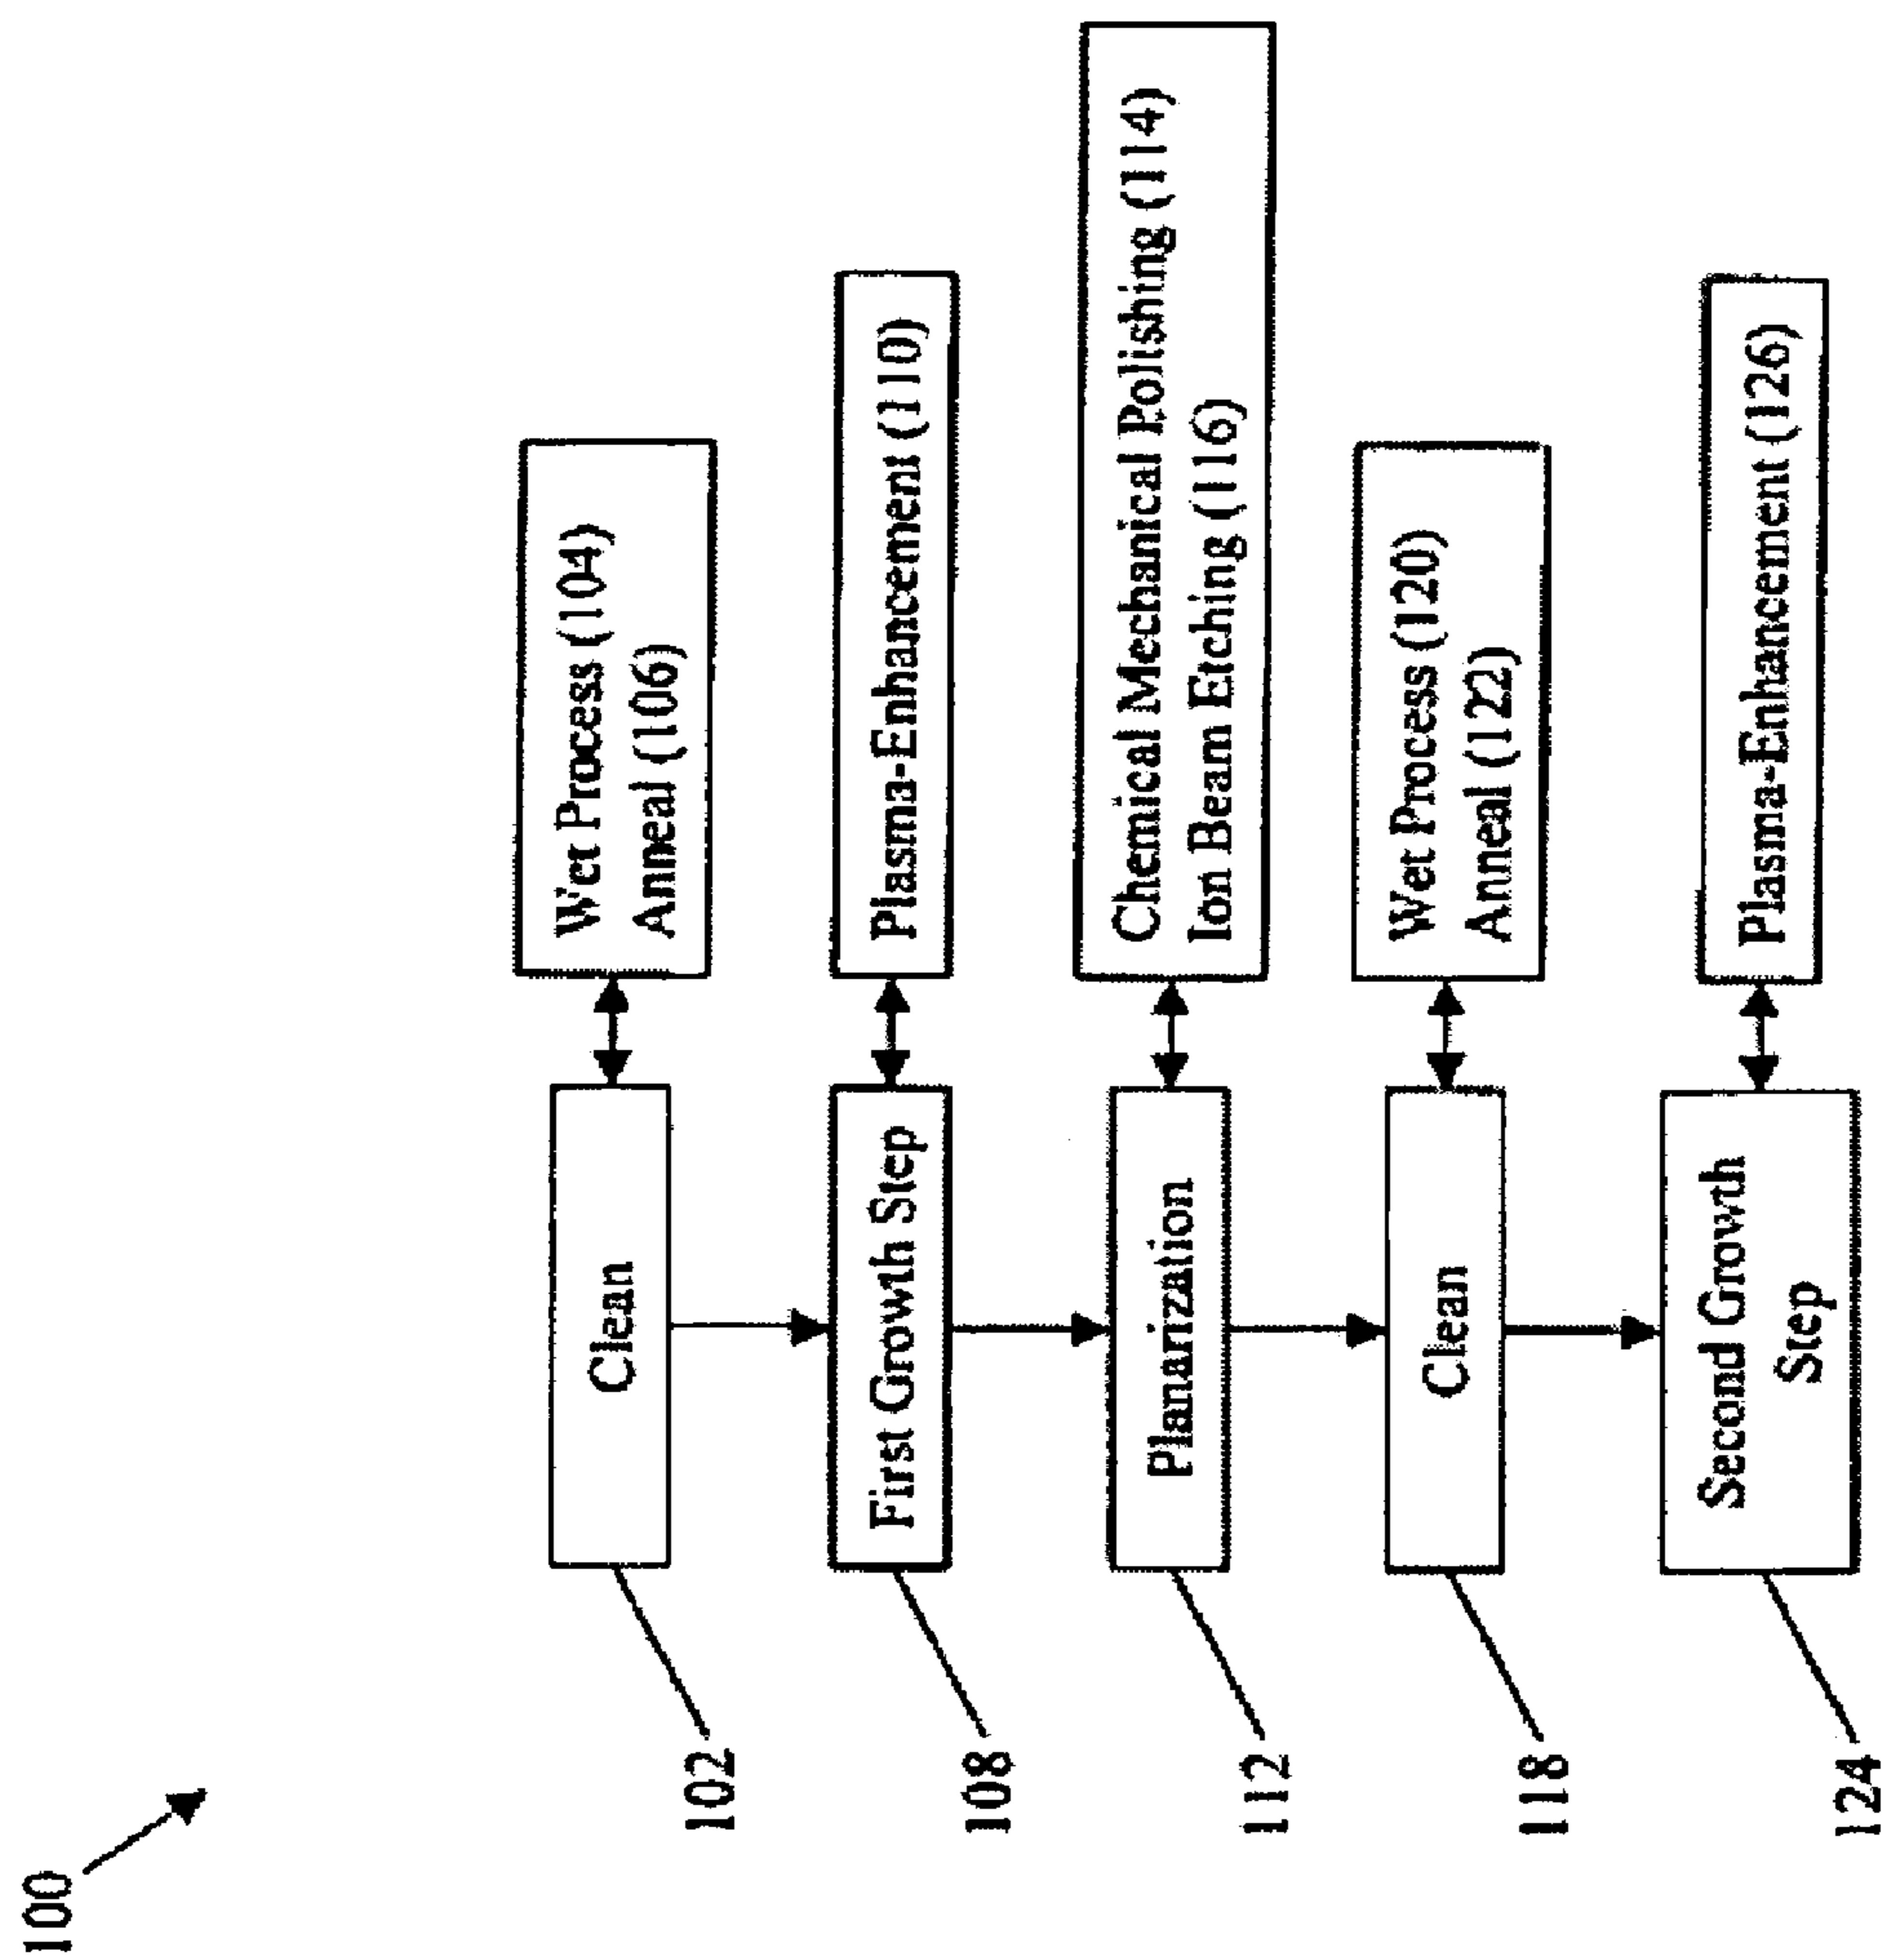 100
102
Clean
Wet Process (104)
Anneal (106)
108
First Growth Step
Plasma-Enhancement (110)
112
Planarization
Chemical Mechanical Polishing (114)
Ion Beam Etching (116)
118
Clean
Wet Process (120)
Anneal (122)
124
Second Growth
Step
Plasma-Enhancement (126)